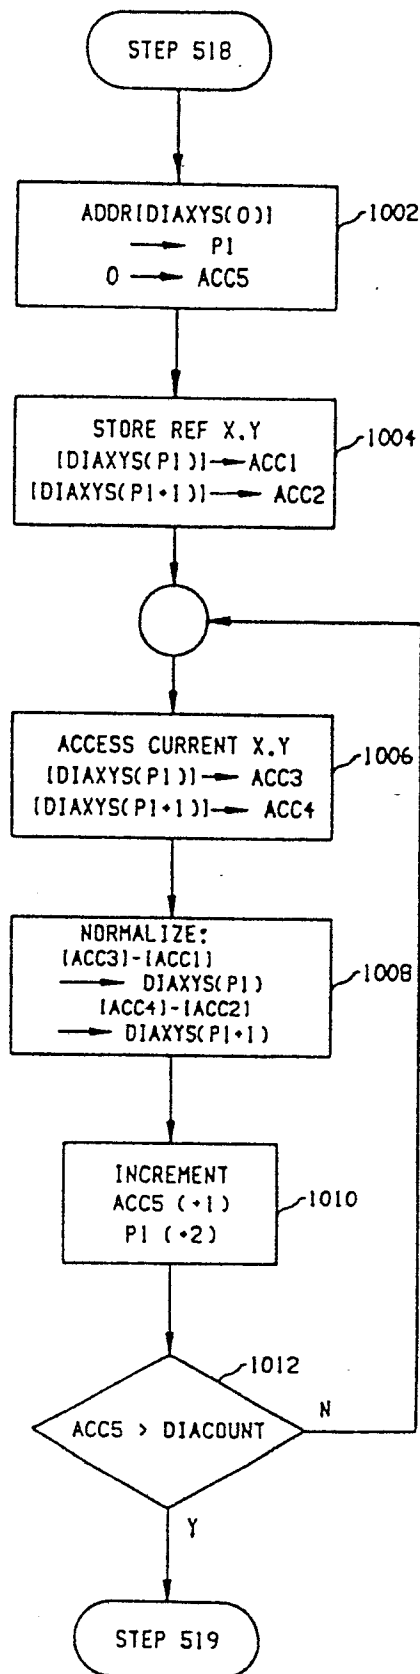 STEP 518
ADDR[DIAXYS(0)]
→ P1
0 → ACC5
1002
STORE REF X.Y
[DIAXYS(P1)]→ACC1
[DIAXYS(P1+1)]→ ACC2
1004
ACCESS CURRENT X.Y
[DIAXYS(P1)]→ ACC3
[DIAXYS(P1+1)]→ ACC4
1006
NORMALIZE:
[ACC3]-[ACC1]
→ DIAXYS(P1)
[ACC4]-[ACC2]
→ DIAXYS(P1+1)
1008
INCREMENT
ACC5 (+1)
P1 (+2)
1010
1012
ACC5 > DIACOUNT
N
Y
STEP 519